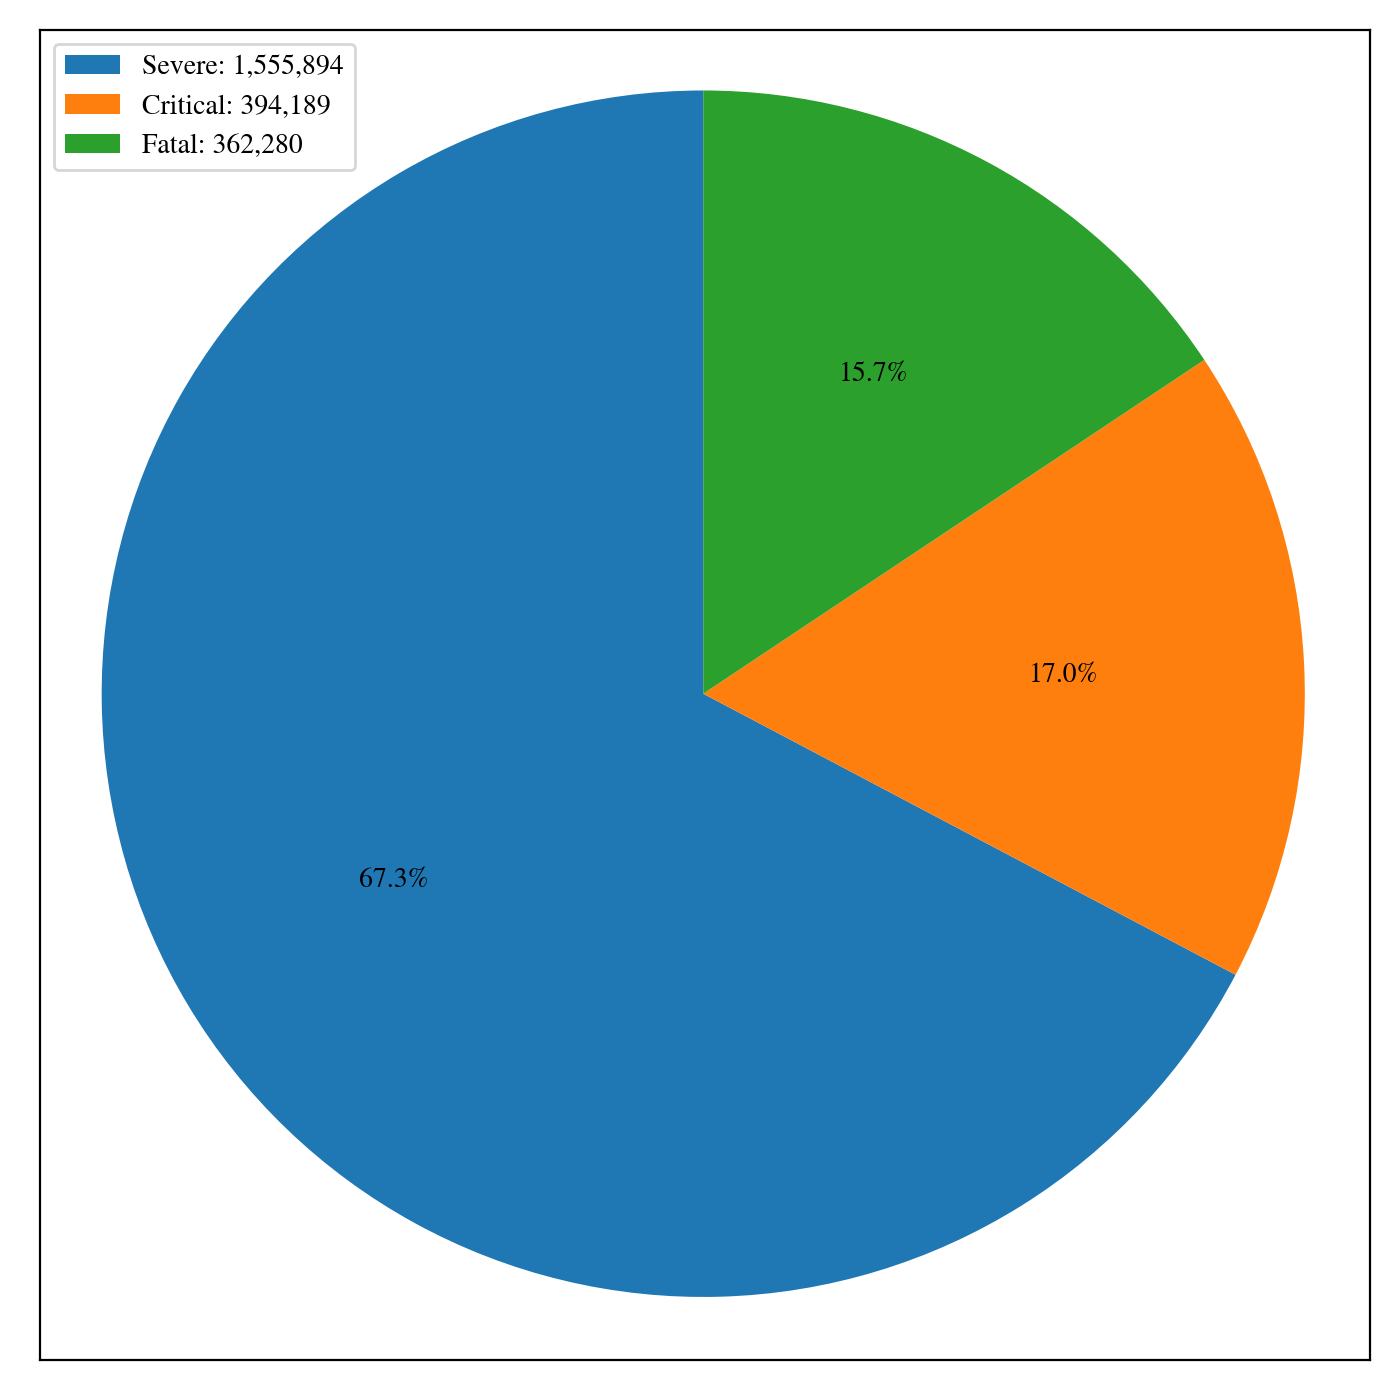 Severe: 1,555,894
Critical: 394,189
Fatal: 362,280
15.7%
17.0%
67.3%